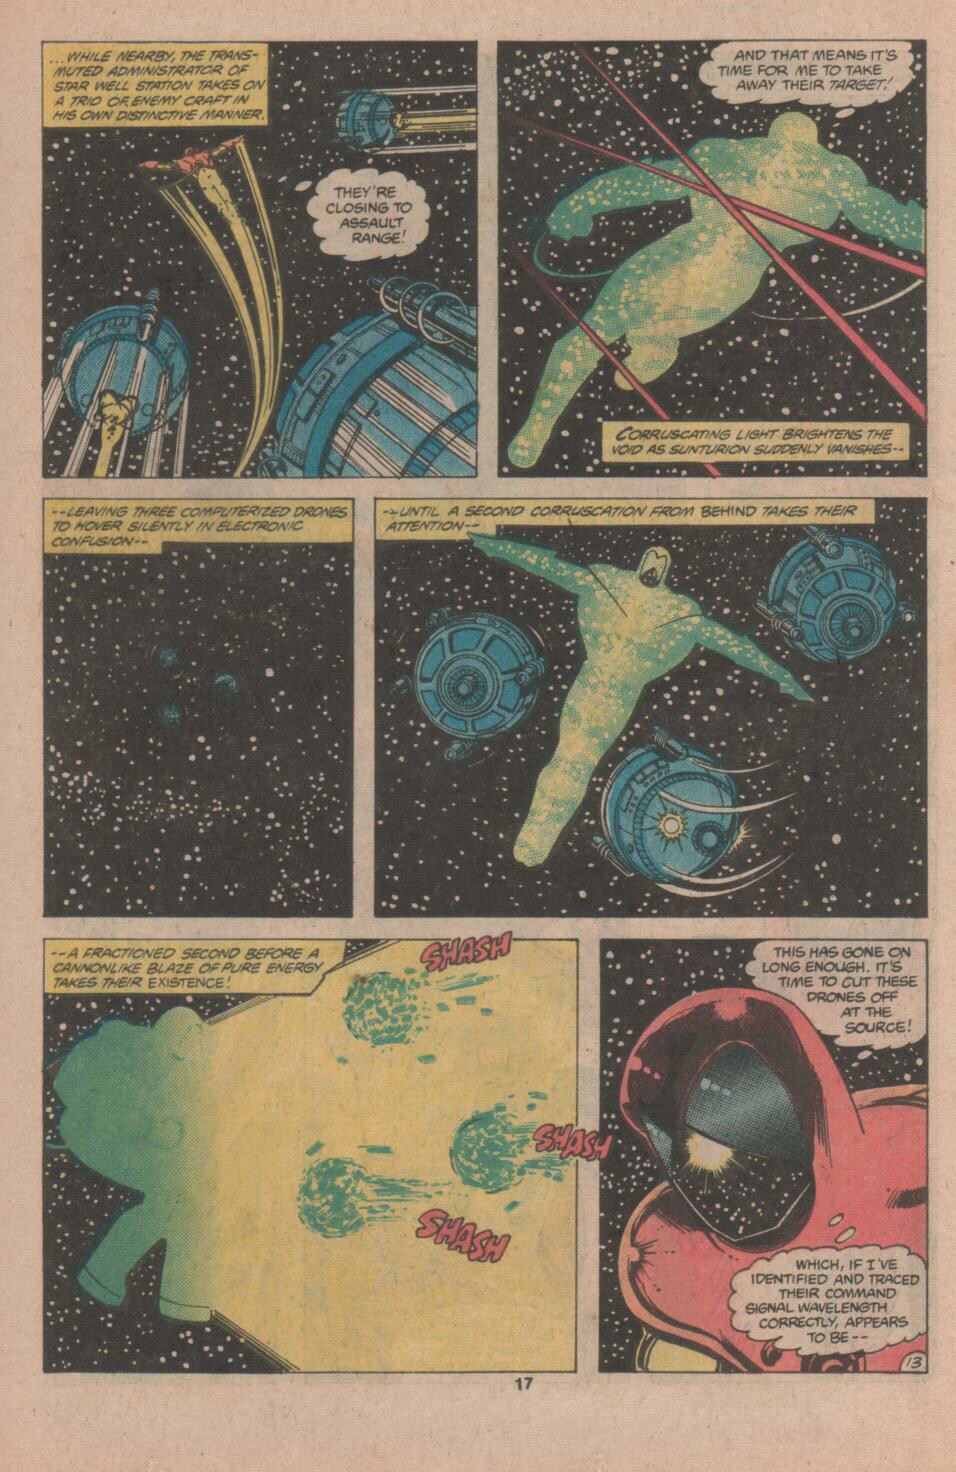 ...WHILE NEARBY, THE TRANS-
MUTED ADMINISTRATOR OF
STAR WELL STATION TAKES ON
A TRIO OF ENEMY CRAFT IN
HIS OWN DISTINCTIVE MANNER.
THEY'RE
CLOSING TO
ASSAULT
RANGE!
AND THAT MEANS IT'S
TIME FOR ME TO TAKE
AWAY THEIR TARGET!
CORRUSCATING LIGHT BRIGHTENS THE
VOID AS SUNTURION SUDDENLY VANISHES--
--LEAVING THREE COMPUTERIZED DRONES
TO HOVER SILENTLY IN ELECTRONIC
CONFUSION--
--UNTIL A SECOND CORRUSCATION FROM BEHIND TAKES THEIR
ATTENTION--
--A FRACTIONED SECOND BEFORE A
CANNONLIKE BLAZE OF PURE ENERGY
TAKES THEIR EXISTENCE!
SHASH
SHASH
SHASH
THIS HAS GONE ON
LONG ENOUGH. IT'S
TIME TO CUT THESE
DRONES OFF
AT THE
SOURCE!
WHICH, IF I'VE
IDENTIFIED AND TRACED
THEIR COMMAND
SIGNAL WAVELENGTH
CORRECTLY, APPEARS
TO BE--
13
17